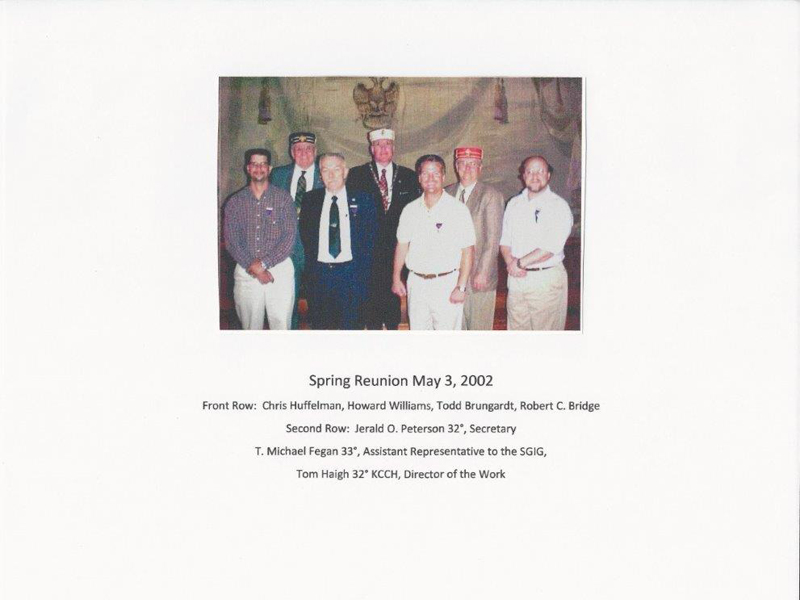 Spring Reunion May 3, 2002
Front Row: Chris Huffelman, Howard Williams, Todd Brungardt, Robert C. Bridge
Second Row: Jerald O. Peterson 32°, Secretary
T. Michael Fegan 33°, Assistant Representative to the SGIG,
Tom Haigh 32° KCCH, Director of the Work